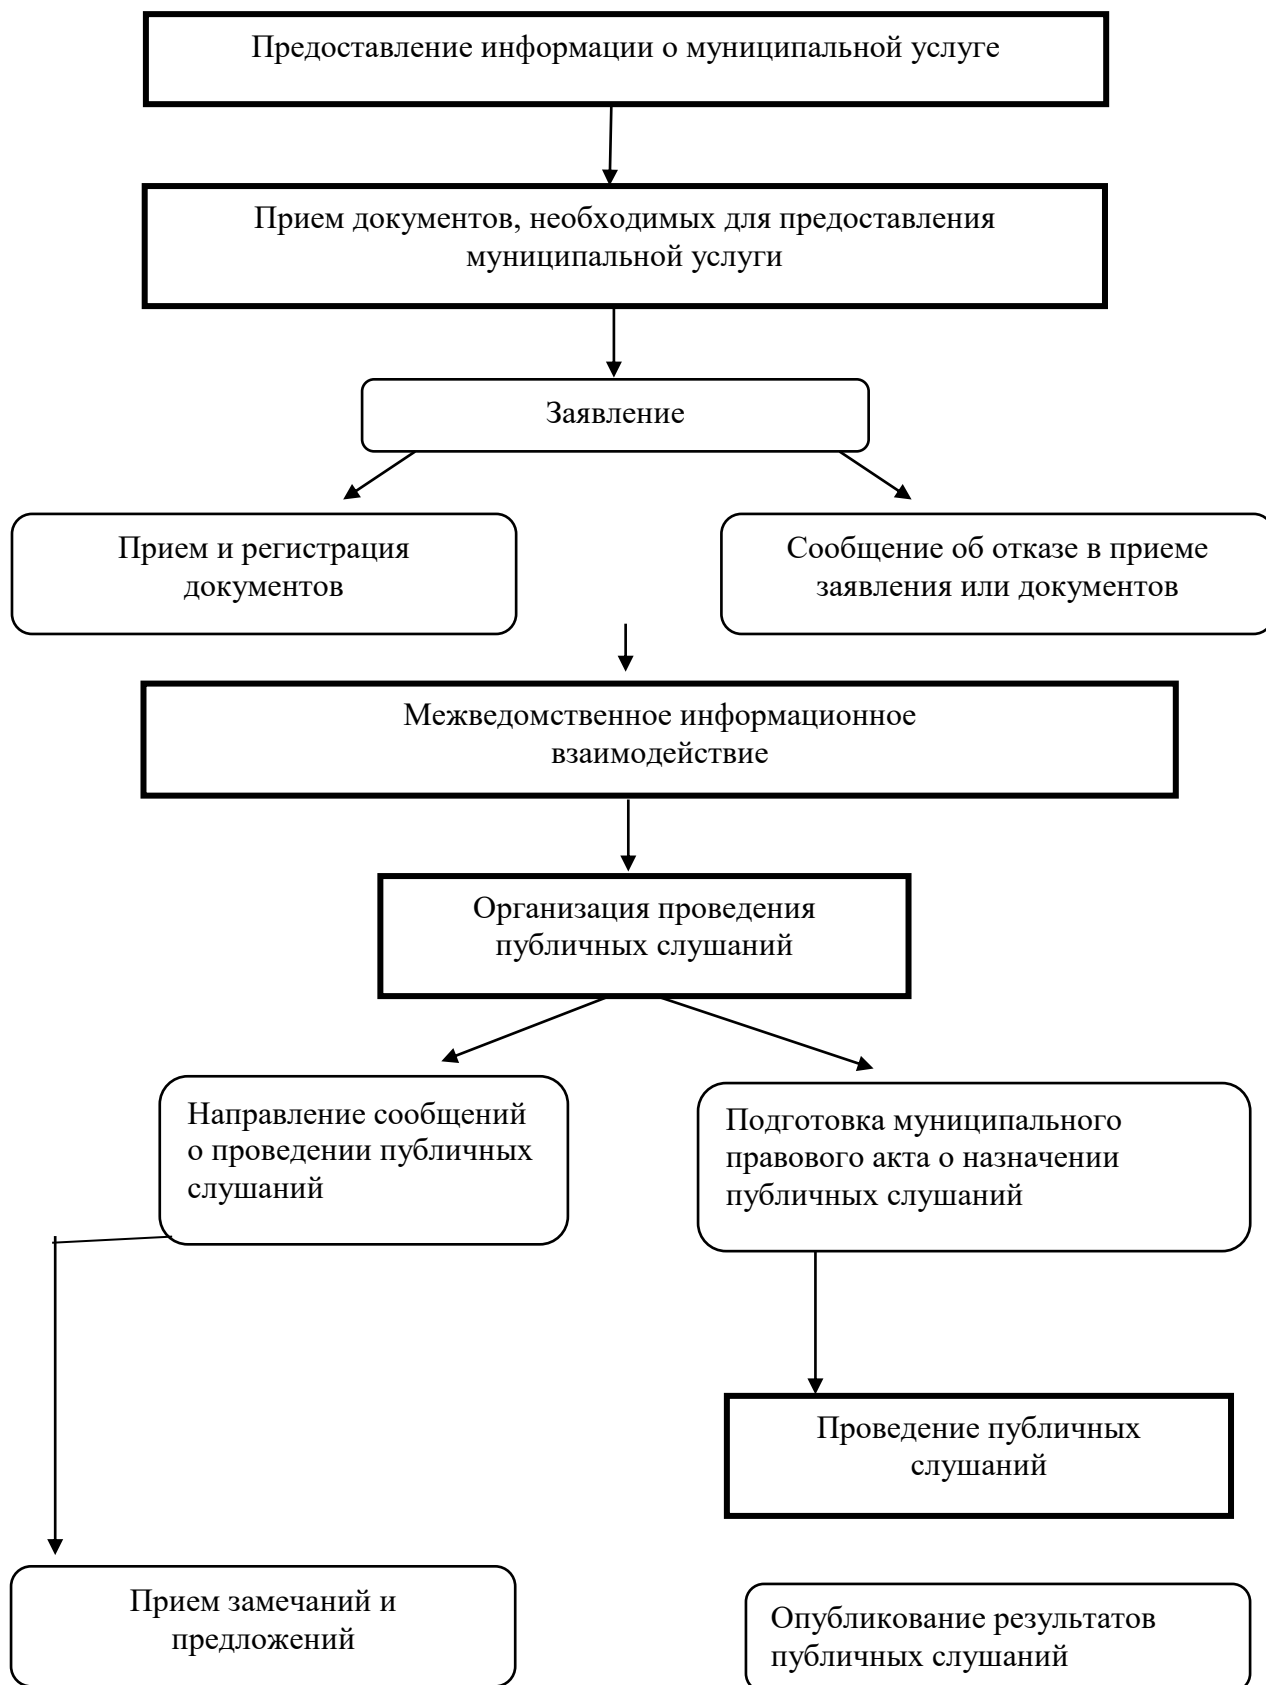 Предоставление информации о муниципальной услуге
Прием документов, необходимых для предоставления
муниципальной услуги
Заявление
Прием и регистрация
документов
Сообщение об отказе в приеме
заявления или документов
Межведомственное информационное
взаимодействие
Организация проведения
публичных слушаний
Направление сообщений
о проведении публичных
слушаний
Подготовка муниципального
правового акта о назначении
публичных слушаний
Проведение публичных
слушаний
Прием замечаний и
предложений
Опубликование результатов
публичных слушаний